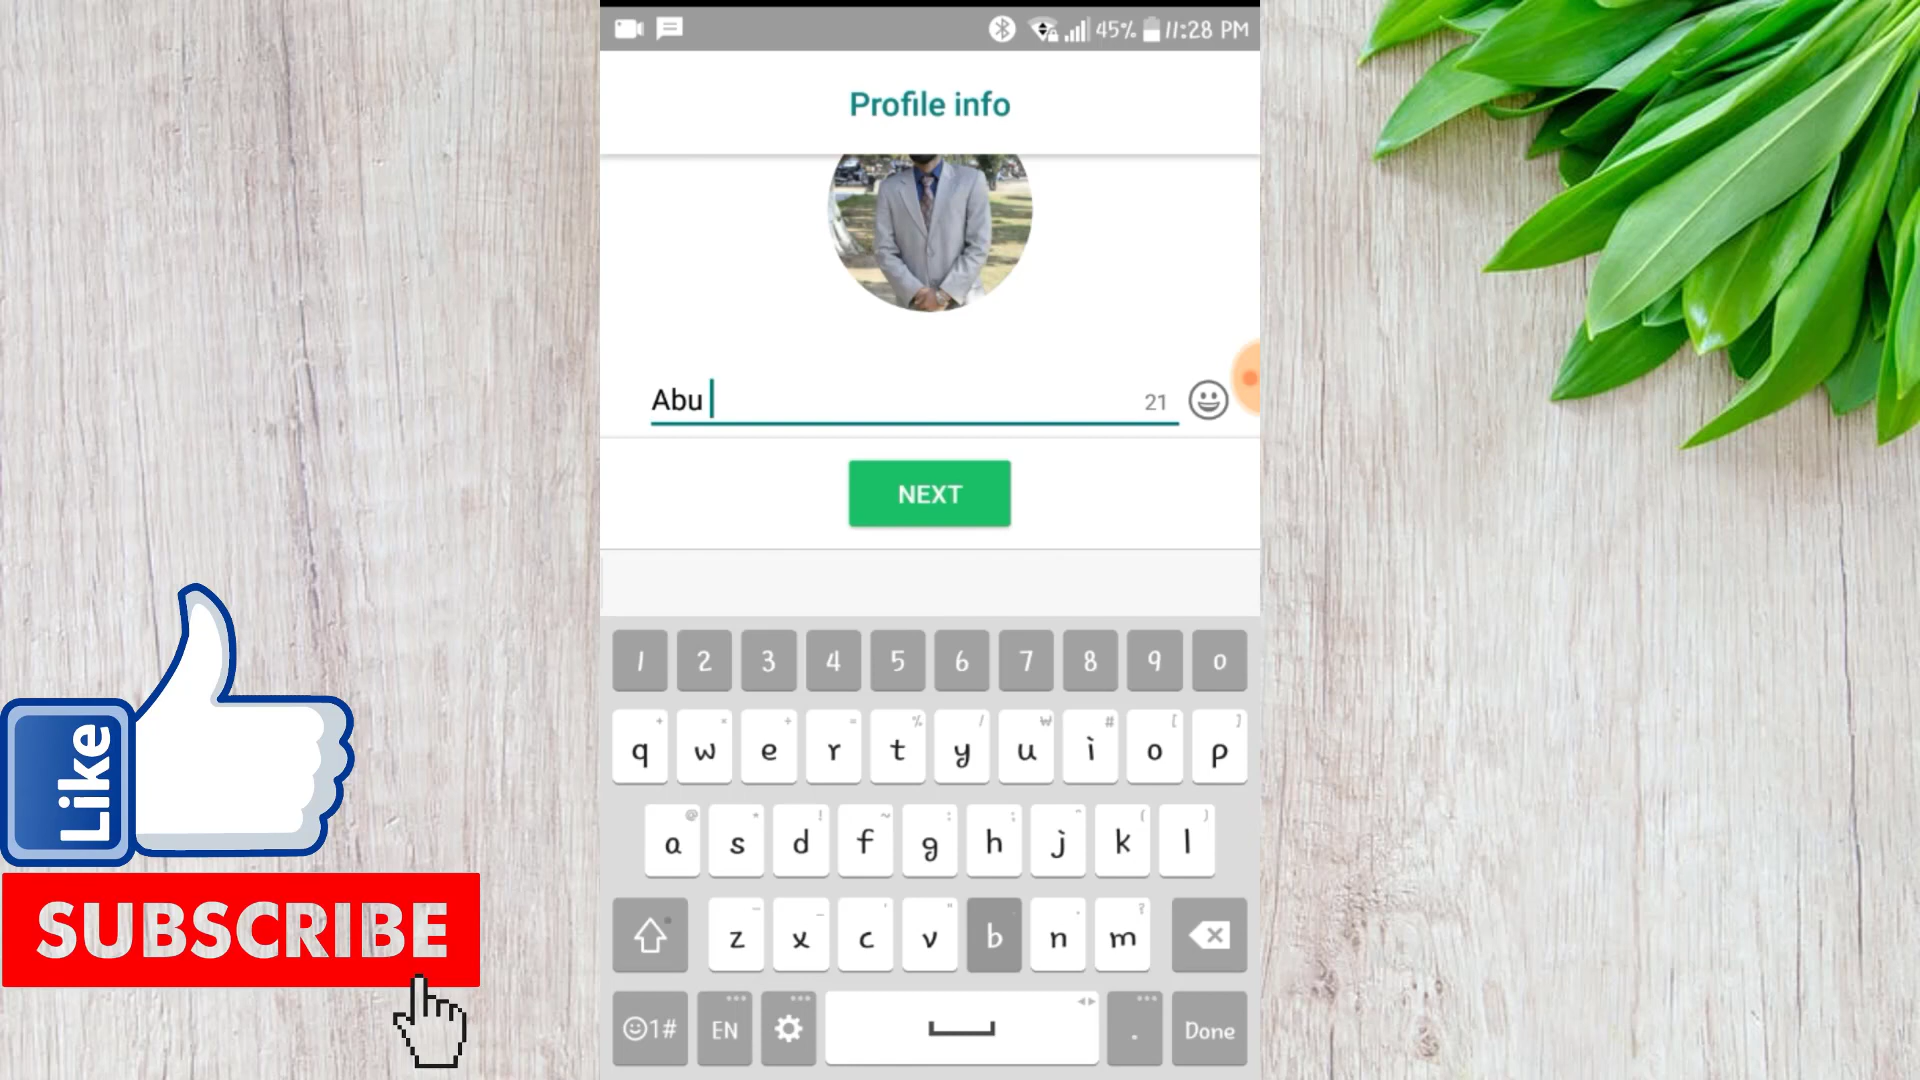 45% 11:28 PM
Profile info
Abu
21
NEXT
1 2 3 4 5 6 7 8 9 0
+ × ÷ = % / ₩ # [ ]
q w e r t y u i o p
@ * ! ~ : ; ^ ( )
a s d f g h j k l
- _ ' " , ?
z x c v b n m
1# EN . Done
Like
SUBSCRIBE